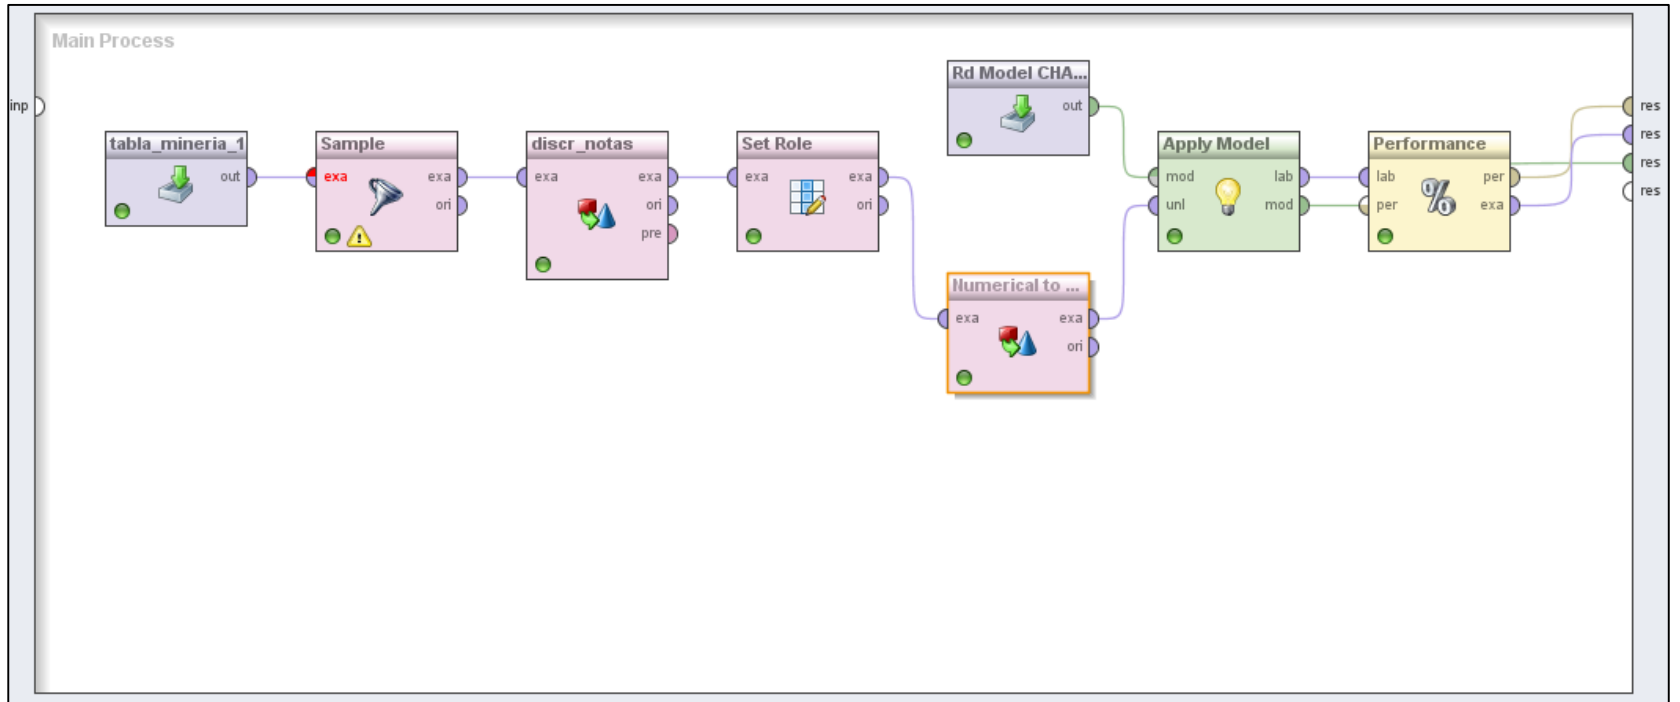 Main Process
inp
tabla_mineria_1
out
Sample
exa
exa
ori
discr_notas
exa
exa
ori
pre
Set Role
exa
exa
ori
Rd Model CHA...
out
Numerical to ...
exa
exa
ori
Apply Model
mod
lab
unl
mod
Performance
lab
per
per
exa
%
res
res
res
res